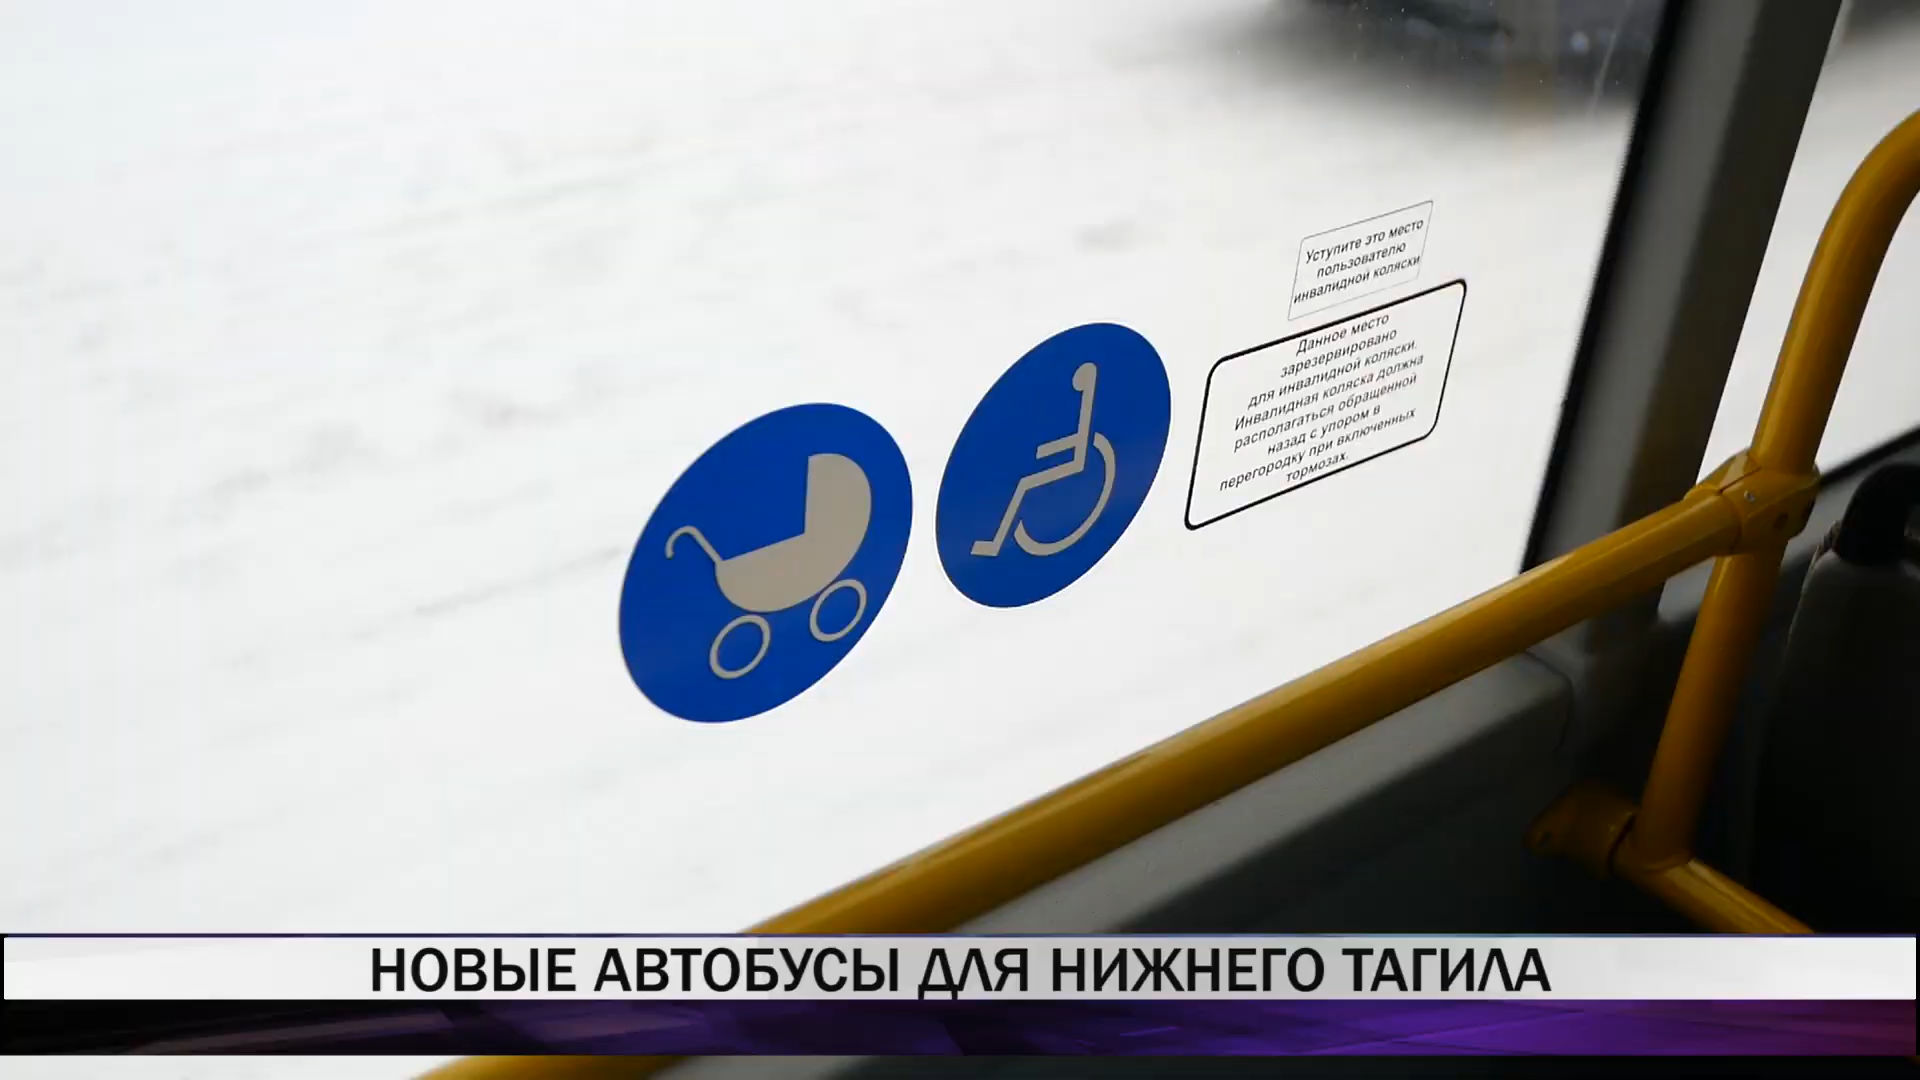 Уступите это место
пользователю
инвалидной коляски
Данное место
зарезервировано
для инвалидной коляски.
Инвалидная коляска должна
располагаться обращенной
назад с упором в
перегородку при включенных
тормозах.
НОВЫЕ АВТОБУСЫ ДЛЯ НИЖНЕГО ТАГИЛА